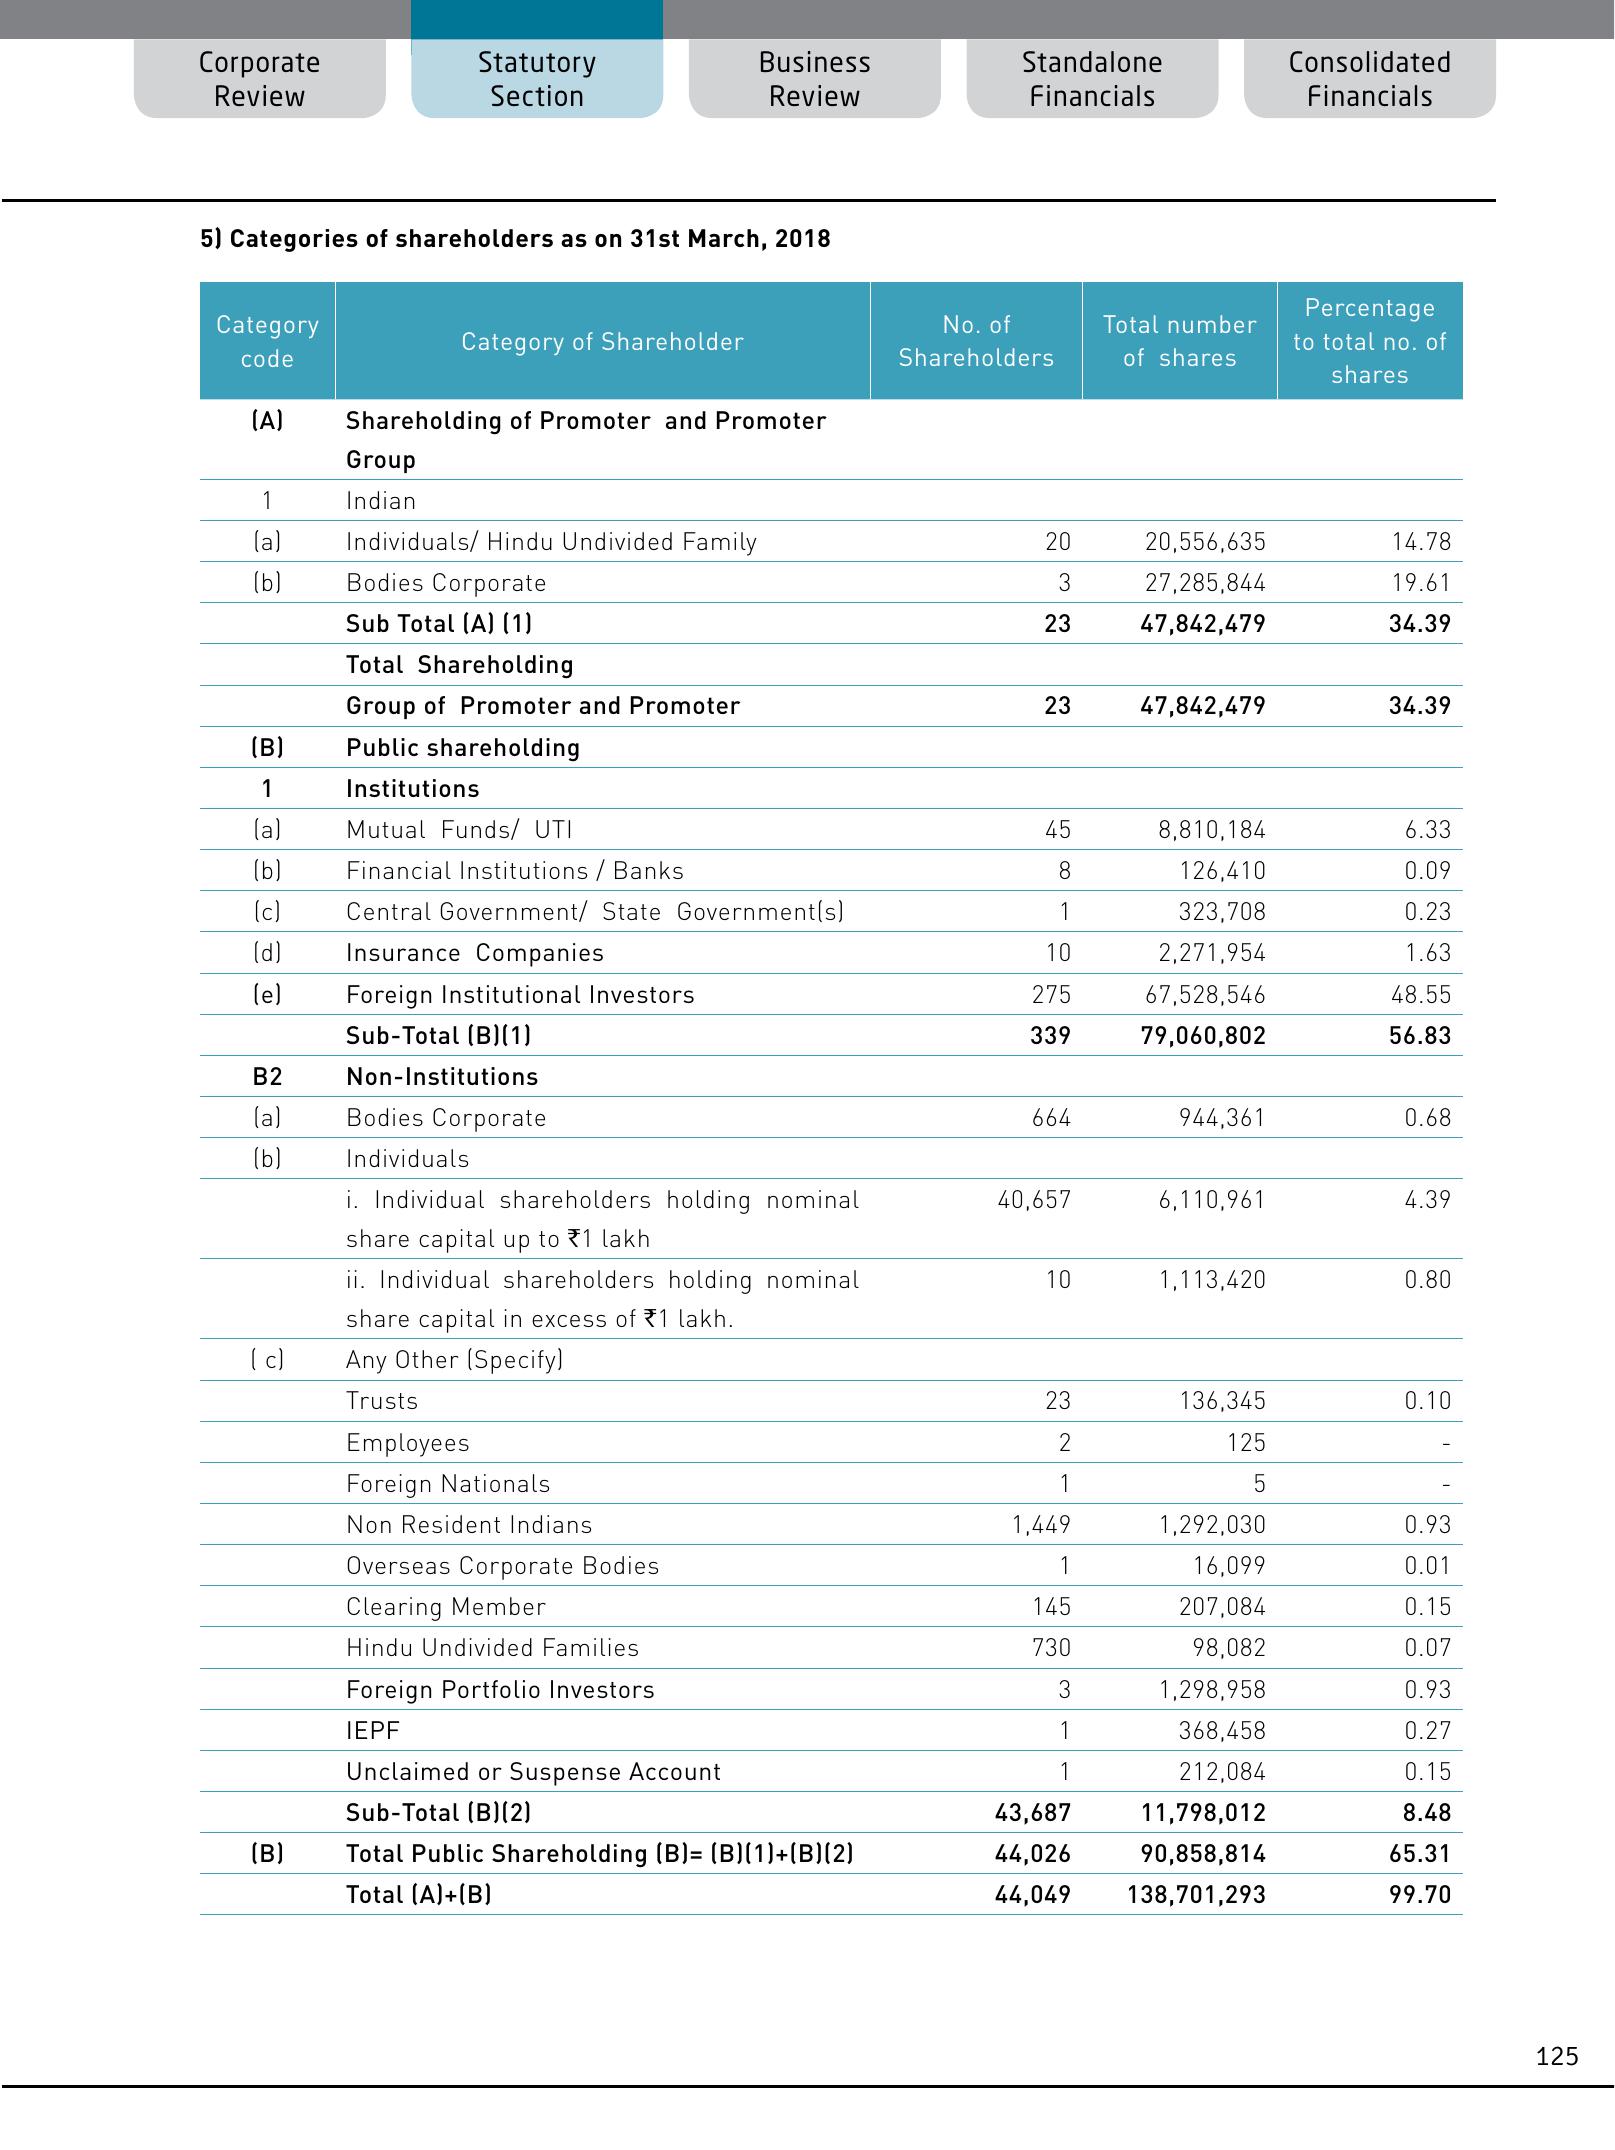 Corporate Review
Statutory Section
Business Review
Standalone Financials
Consolidated Financials
5) Categories of shareholders as on 31st March, 2018
Category code
Category of Shareholder
No. of Shareholders
Total number of shares
Percentage to total no. of shares
(A) Shareholding of Promoter and Promoter
Group
1 Indian
(a) Individuals/ Hindu Undivided Family 20 20,556,635 14.78
(b) Bodies Corporate 3 27,285,844 19.61
Sub Total (A) (1) 23 47,842,479 34.39
Total Shareholding
Group of Promoter and Promoter 23 47,842,479 34.39
(B) Public shareholding
1 Institutions
(a) Mutual Funds/ UTI 45 8,810,184 6.33
(b) Financial Institutions / Banks 8 126,410 0.09
(c) Central Government/ State Government(s) 1 323,708 0.23
(d) Insurance Companies 10 2,271,954 1.63
(e) Foreign Institutional Investors 275 67,528,546 48.55
Sub-Total (B)(1) 339 79,060,802 56.83
B2 Non-Institutions
(a) Bodies Corporate 664 944,361 0.68
(b) Individuals
i. Individual shareholders holding nominal 40,657 6,110,961 4.39
share capital up to ₹1 lakh
ii. Individual shareholders holding nominal 10 1,113,420 0.80
share capital in excess of ₹1 lakh.
( c) Any Other (Specify)
Trusts 23 136,345 0.10
Employees 2 125 -
Foreign Nationals 1 5 -
Non Resident Indians 1,449 1,292,030 0.93
Overseas Corporate Bodies 1 16,099 0.01
Clearing Member 145 207,084 0.15
Hindu Undivided Families 730 98,082 0.07
Foreign Portfolio Investors 3 1,298,958 0.93
IEPF 1 368,458 0.27
Unclaimed or Suspense Account 1 212,084 0.15
Sub-Total (B)(2) 43,687 11,798,012 8.48
(B) Total Public Shareholding (B)= (B)(1)+(B)(2) 44,026 90,858,814 65.31
Total (A)+(B) 44,049 138,701,293 99.70
125